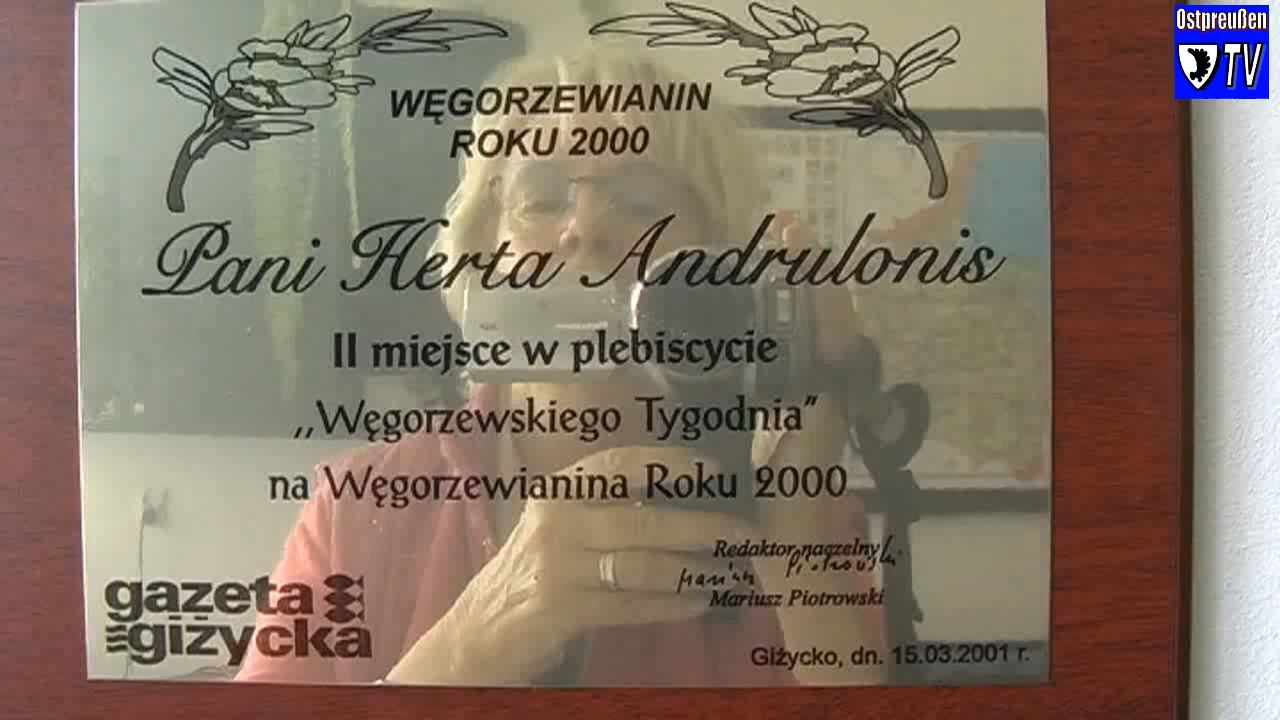 Ostpreußen
TV
WĘGORZEWIANIN
ROKU 2000
Pani Herta Andrulonis
II miejsce w plebiscycie
,,Węgorzewskiego Tygodnia”
na Węgorzewianina Roku 2000
Redaktor naczelny
Mariusz Piotrowski
gazeta
giżycka
Giżycko, dn. 15.03.2001 r.